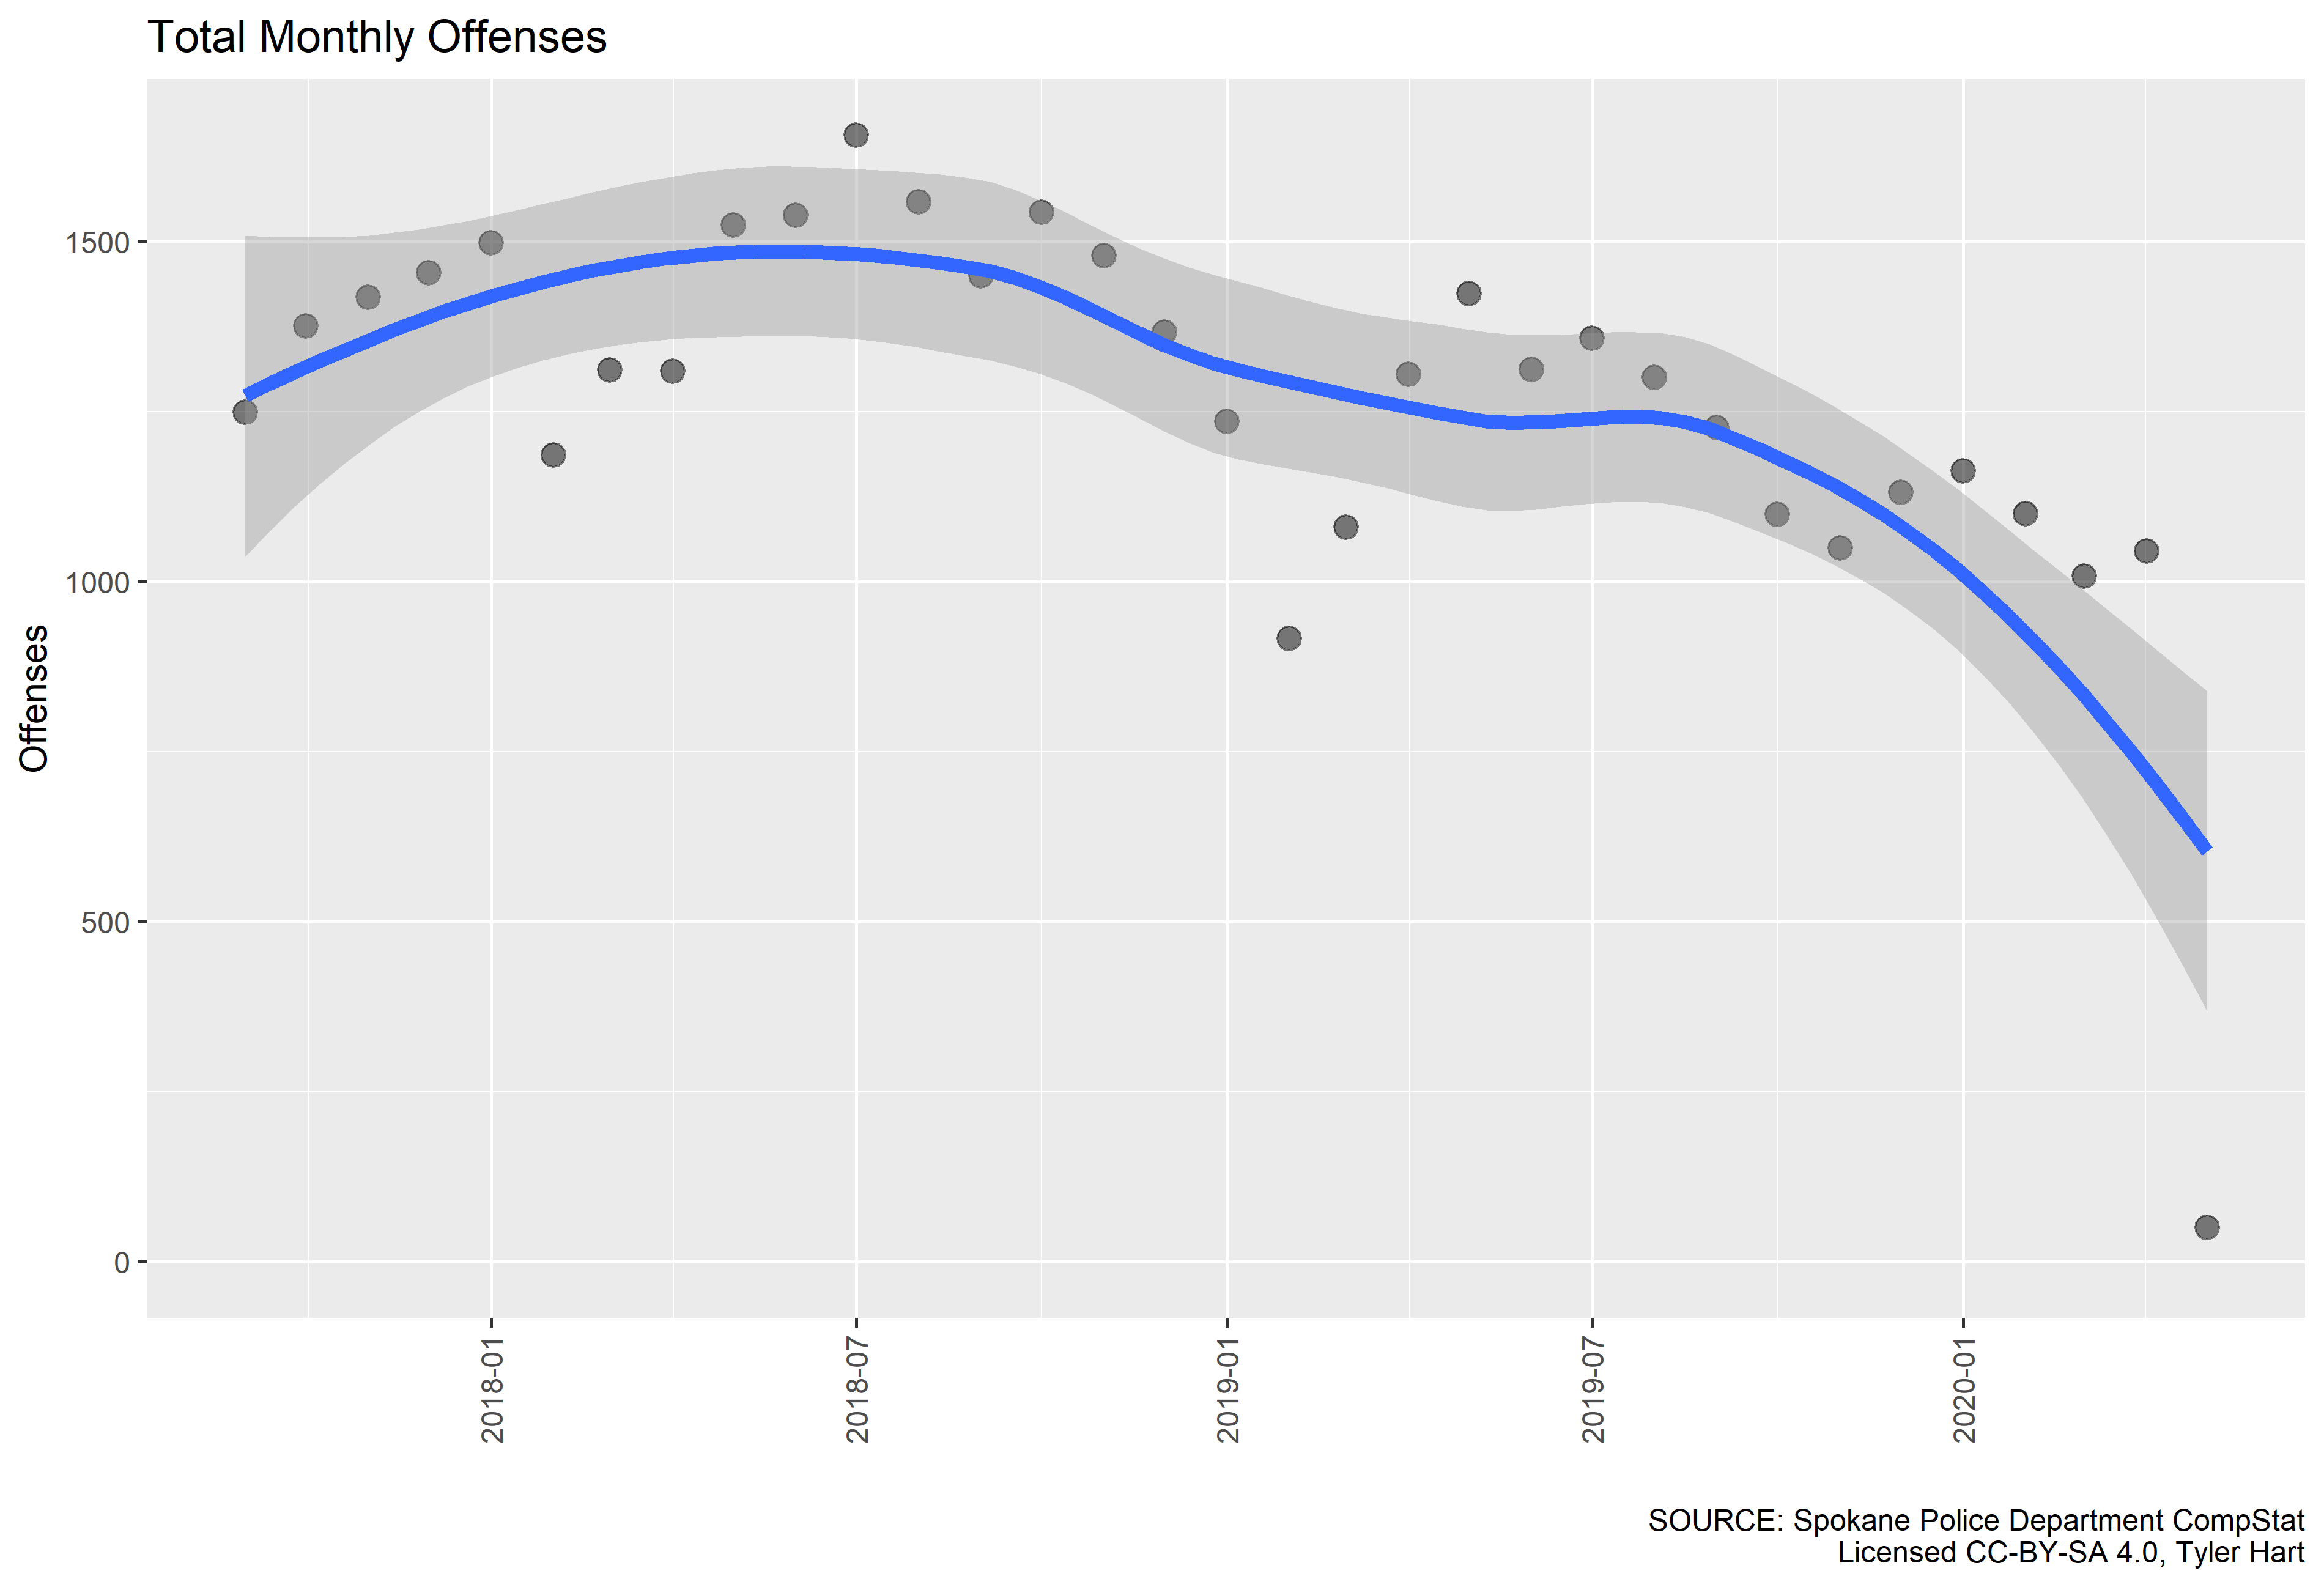 Total Monthly Offenses
Offenses
1500
1000
500
0
2018-01
2018-07
2019-01
2019-07
2020-01
SOURCE: Spokane Police Department CompStat
Licensed CC-BY-SA 4.0, Tyler Hart